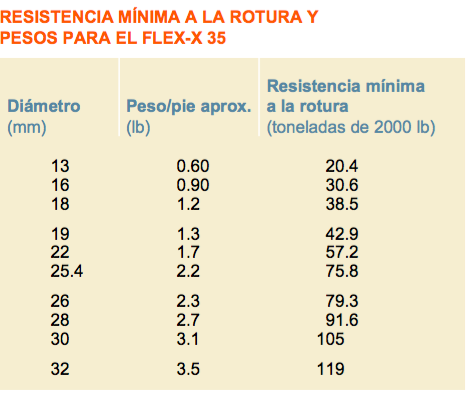 RESISTENCIA MÍNIMA A LA ROTURA Y
PESOS PARA EL FLEX-X 35
Diámetro (mm) Peso/pie aprox. (lb) Resistencia mínima a la rotura (toneladas de 2000 lb)
13 0.60 20.4
16 0.90 30.6
18 1.2 38.5
19 1.3 42.9
22 1.7 57.2
25.4 2.2 75.8
26 2.3 79.3
28 2.7 91.6
30 3.1 105
32 3.5 119